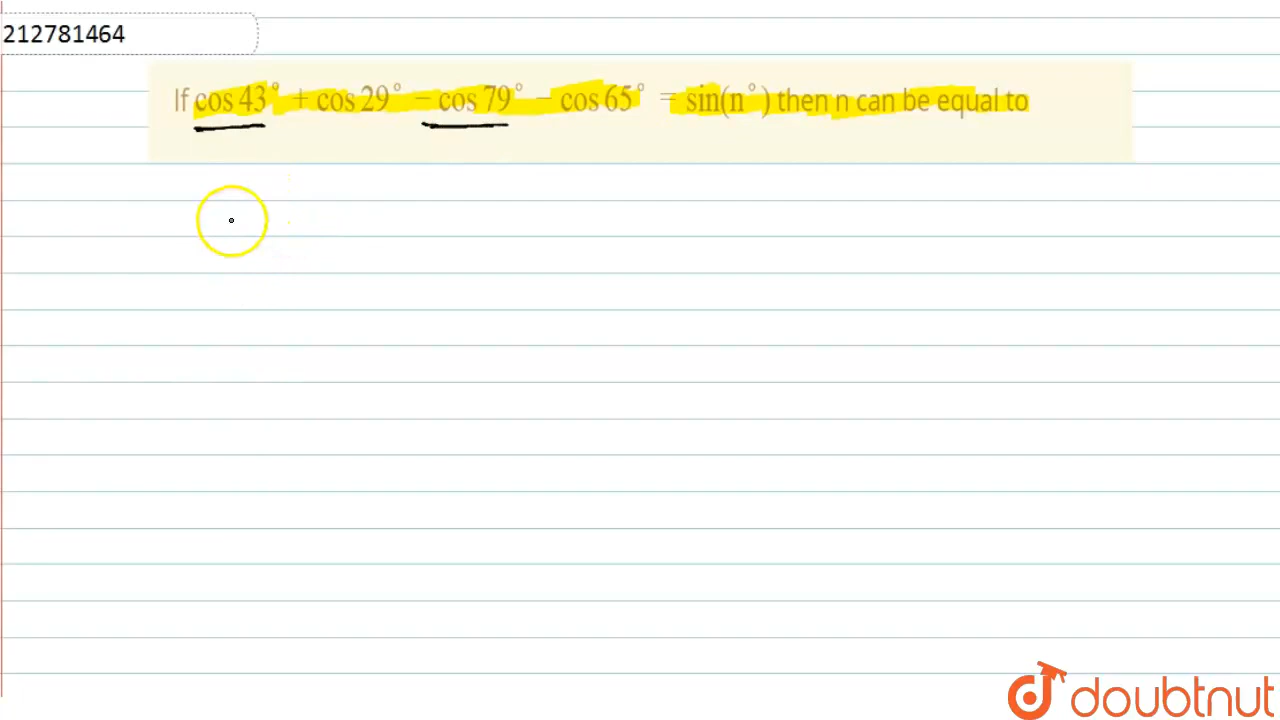 212781464
If cos 43° + cos 29° − cos 79° − cos 65° = sin(n°) then n can be equal to
doubtnut